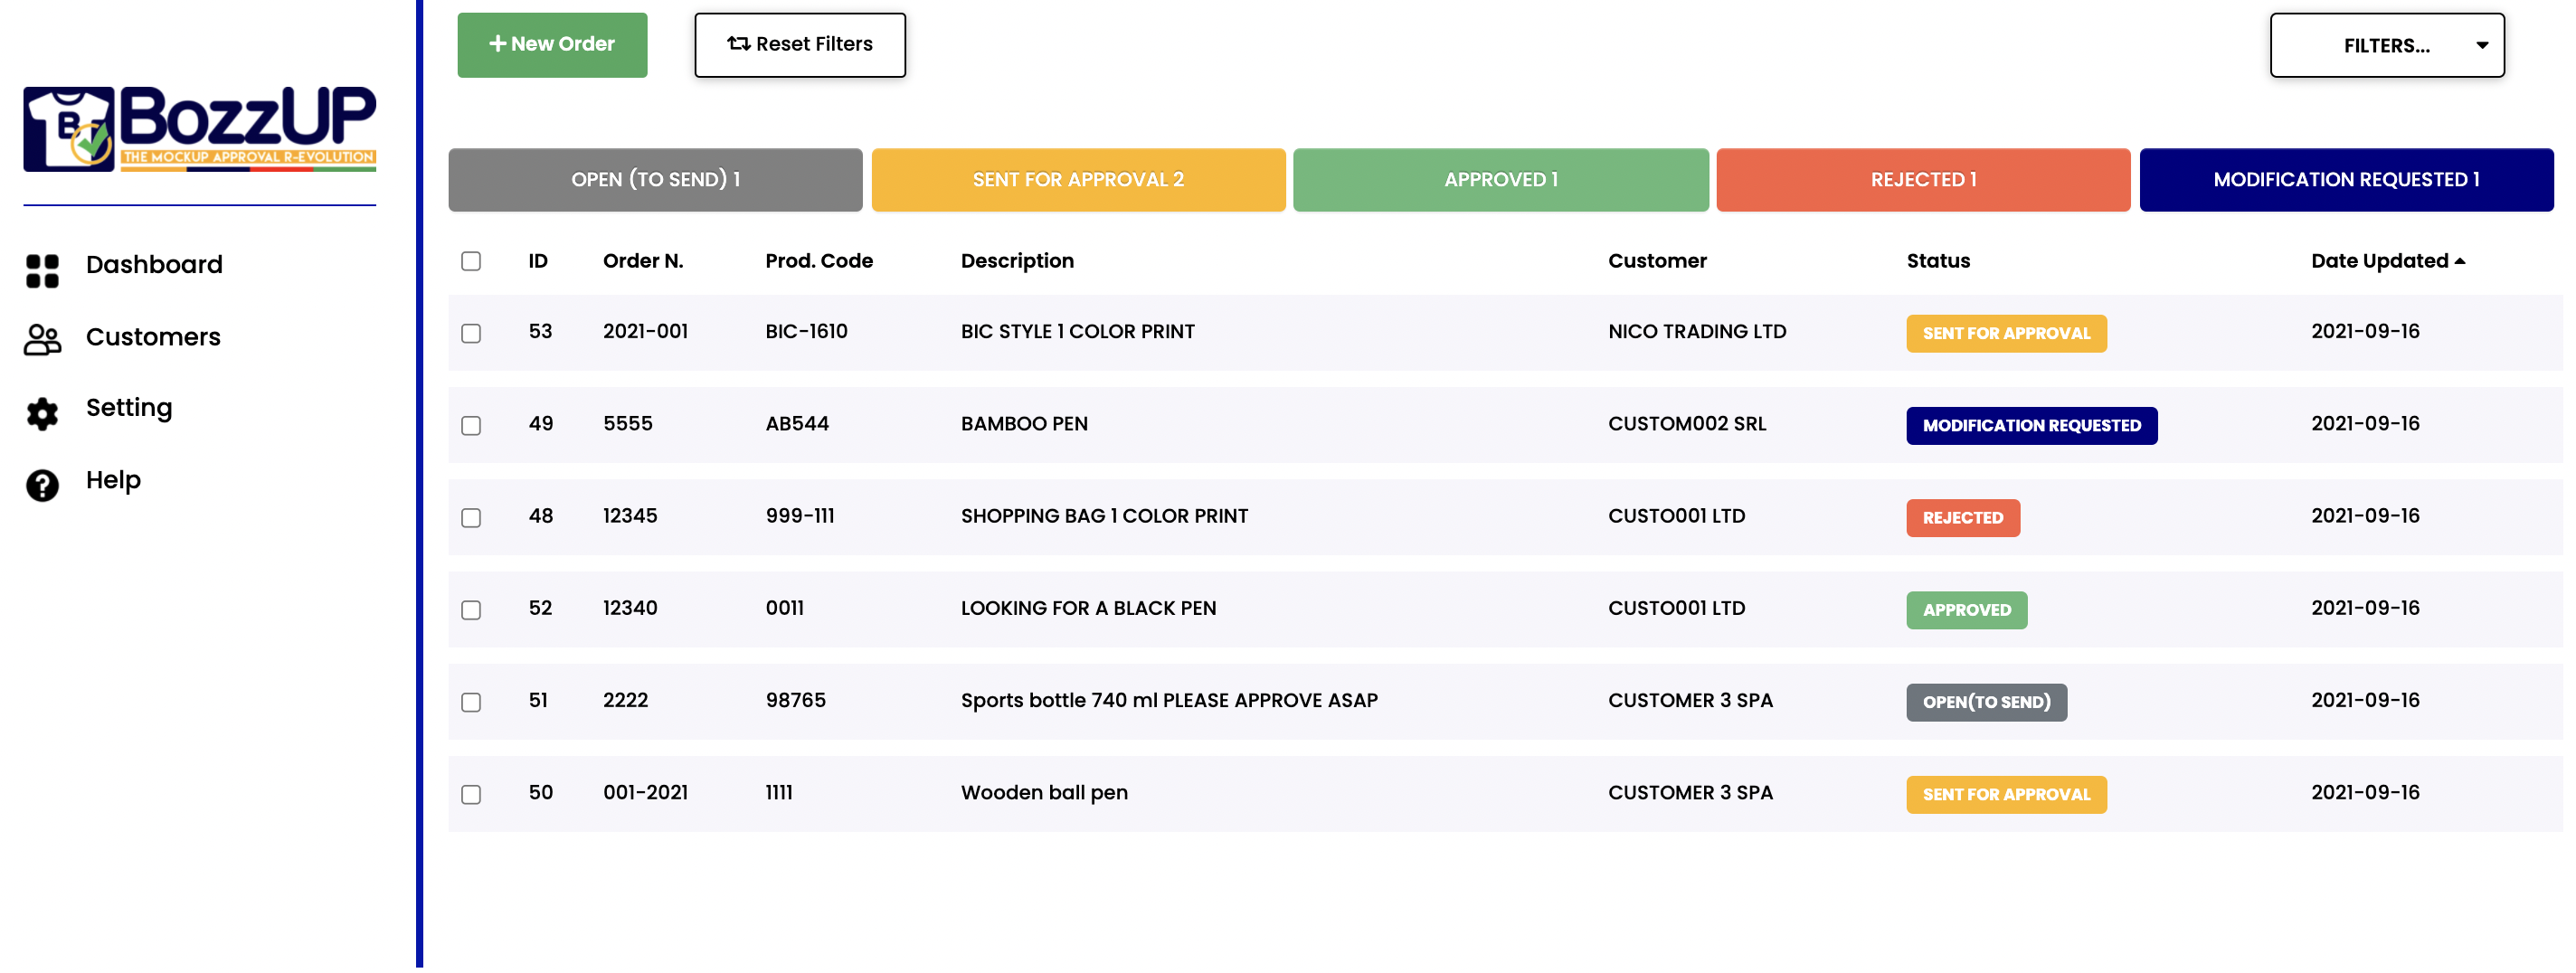 New Order
Reset Filters
FILTERS...
B
BozzUP
THE MOCKUP APPROVAL R-EVOLUTION
Dashboard
Customers
Setting
Help
OPEN (TO SEND) 1
SENT FOR APPROVAL 2
APPROVED 1
REJECTED 1
MODIFICATION REQUESTED 1
ID Order N. Prod. Code Description Customer Status Date Updated
53 2021-001 BIC-1610 BIC STYLE 1 COLOR PRINT NICO TRADING LTD SENT FOR APPROVAL 2021-09-16
49 5555 AB544 BAMBOO PEN CUSTOM002 SRL MODIFICATION REQUESTED 2021-09-16
48 12345 999-111 SHOPPING BAG 1 COLOR PRINT CUSTO001 LTD REJECTED 2021-09-16
52 12340 0011 LOOKING FOR A BLACK PEN CUSTO001 LTD APPROVED 2021-09-16
51 2222 98765 Sports bottle 740 ml PLEASE APPROVE ASAP CUSTOMER 3 SPA OPEN(TO SEND) 2021-09-16
50 001-2021 1111 Wooden ball pen CUSTOMER 3 SPA SENT FOR APPROVAL 2021-09-16